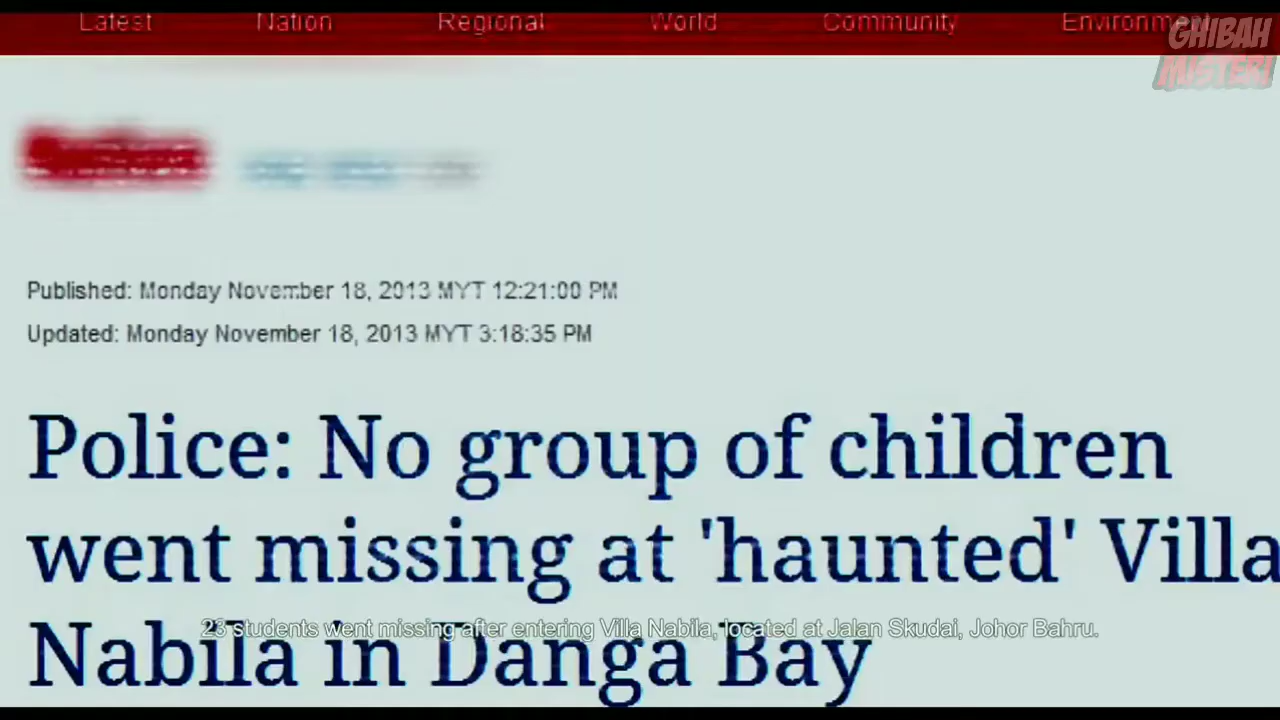 Latest Nation Regional World Community Environment
GHIBAH
MISTERI
Published: Monday November 18, 2013 MYT 12:21:00 PM
Updated: Monday November 18, 2013 MYT 3:18:35 PM
Police: No group of children
went missing at 'haunted' Villa
Nabila in Danga Bay
23 students went missing after entering Villa Nabila, located at Jalan Skudai, Johor Bahru.